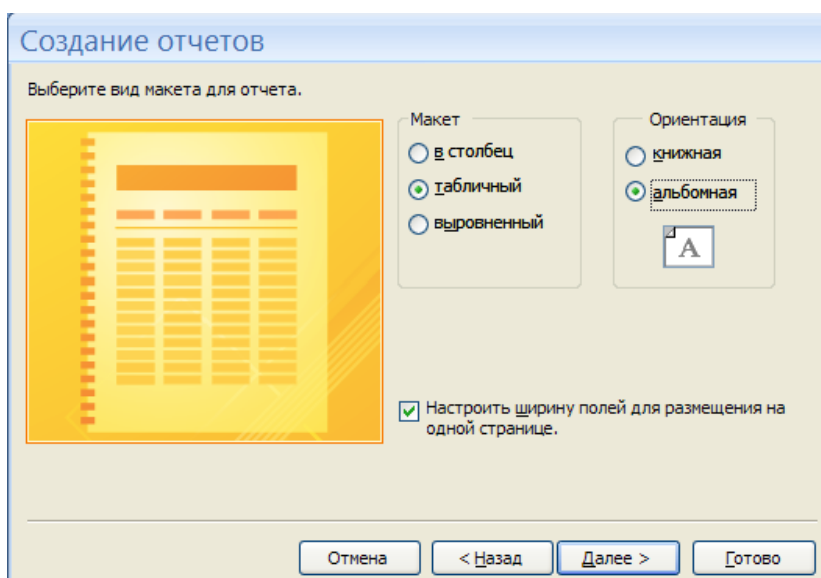 Создание отчетов
Выберите вид макета для отчета.
Макет
в столбец
табличный
выровненный
Ориентация
книжная
альбомная
A
Настроить ширину полей для размещения на
одной странице.
Отмена
< Назад
Далее >
Готово